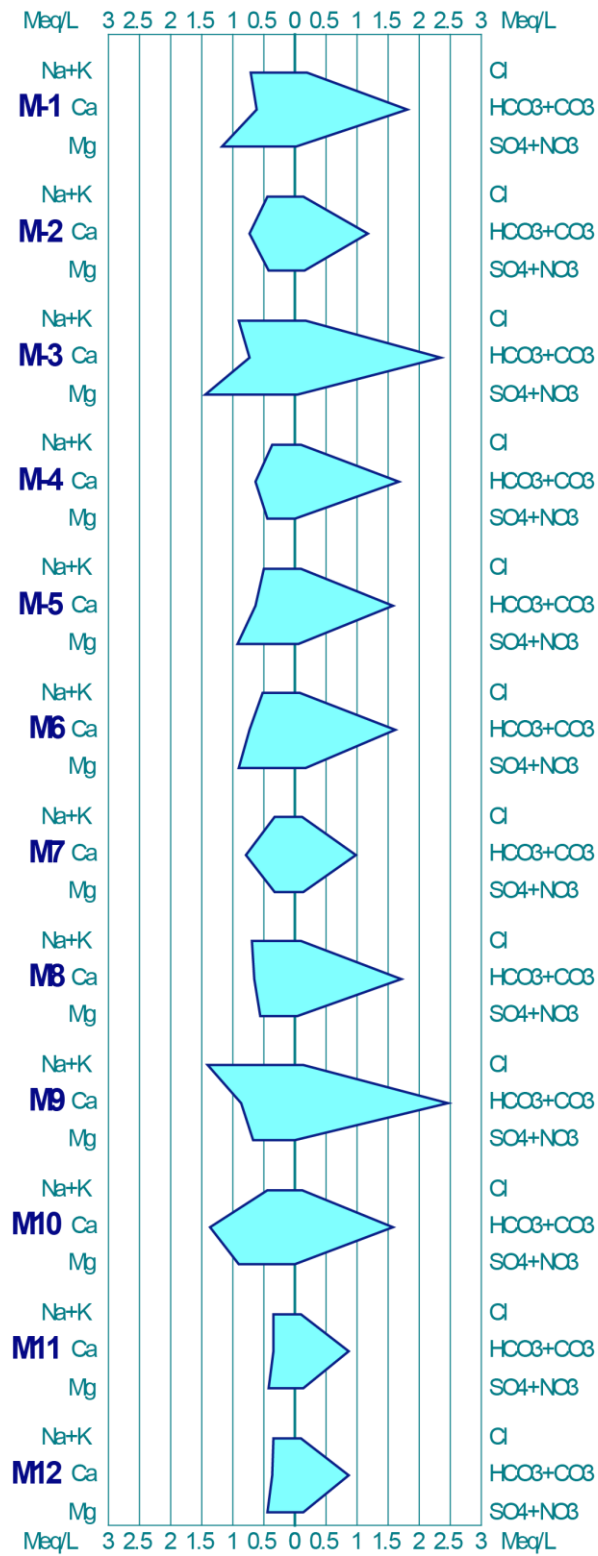 Meq/L 3 2.5 2 1.5 1 0.5 0 0.5 1 1.5 2 2.5 3 Meq/L
Na+K Cl
M-1 Ca HCO3+CO3
Mg SO4+NO3
Na+K Cl
M-2 Ca HCO3+CO3
Mg SO4+NO3
Na+K Cl
M-3 Ca HCO3+CO3
Mg SO4+NO3
Na+K Cl
M-4 Ca HCO3+CO3
Mg SO4+NO3
Na+K Cl
M-5 Ca HCO3+CO3
Mg SO4+NO3
Na+K Cl
M6 Ca HCO3+CO3
Mg SO4+NO3
Na+K Cl
M7 Ca HCO3+CO3
Mg SO4+NO3
Na+K Cl
M8 Ca HCO3+CO3
Mg SO4+NO3
Na+K Cl
M9 Ca HCO3+CO3
Mg SO4+NO3
Na+K Cl
M10 Ca HCO3+CO3
Mg SO4+NO3
Na+K Cl
M11 Ca HCO3+CO3
Mg SO4+NO3
Na+K Cl
M12 Ca HCO3+CO3
Mg SO4+NO3
Meq/L 3 2.5 2 1.5 1 0.5 0 0.5 1 1.5 2 2.5 3 Meq/L